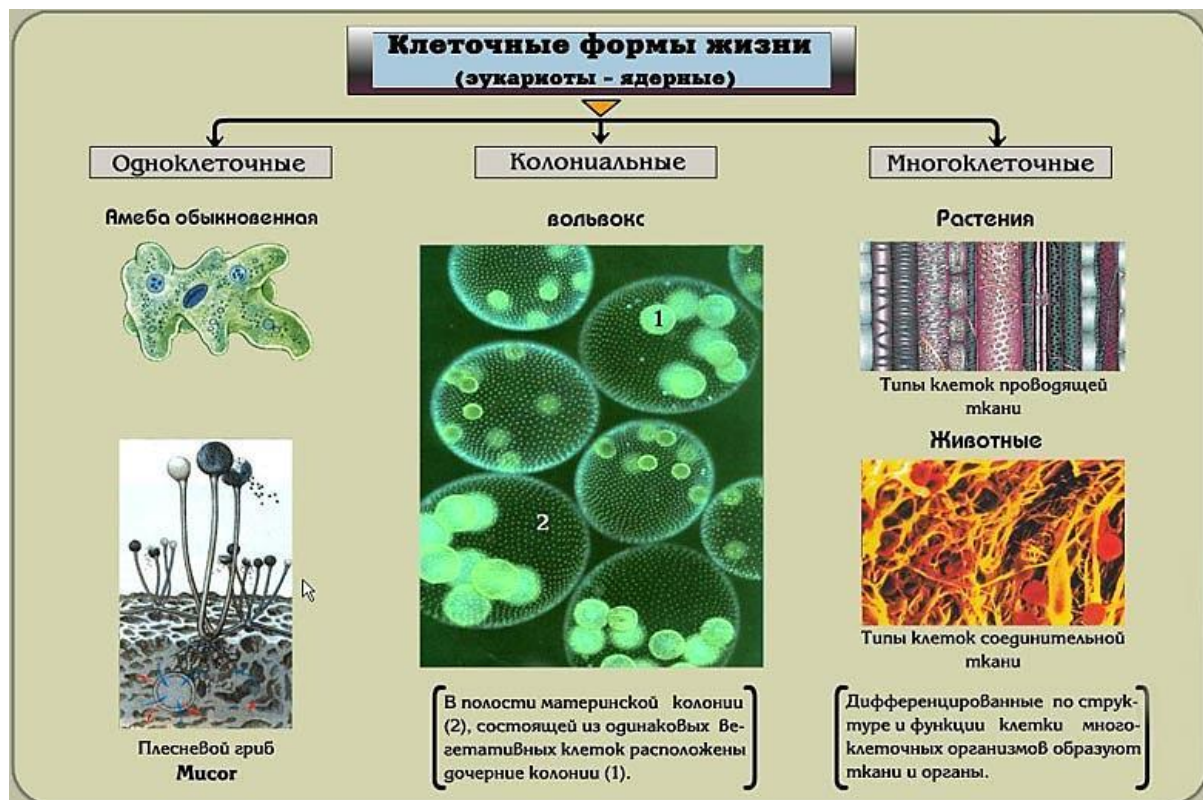 Клеточные формы жизни
(эукариоты - ядерные)
Одноклеточные
Амеба обыкновенная
Плесневой гриб
Mucor
Колониальные
вольвокс
1
2
В полости материнской колонии
(2), состоящей из одинаковых ве-
гетативных клеток расположены
дочерние колонии (1).
Многоклеточные
Растения
Типы клеток проводящей
ткани
Животные
Типы клеток соединительной
ткани
Дифференцированные по струк-
туре и функции клетки много-
клеточных организмов образуют
ткани и органы.